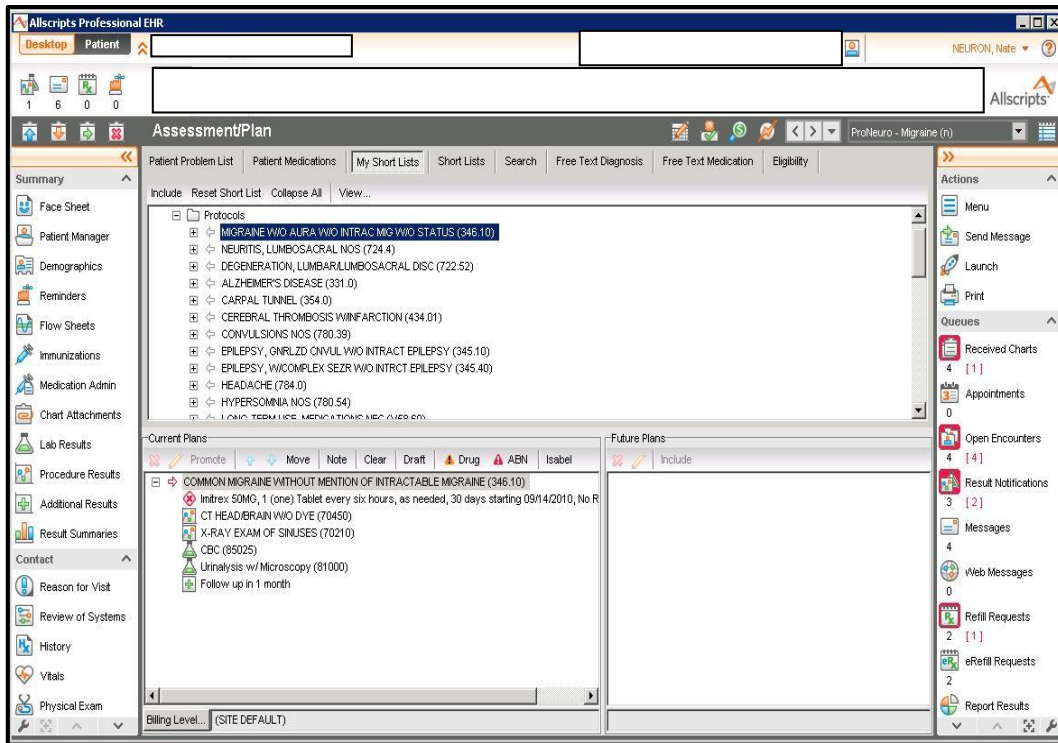 Allscripts Professional EHR
Desktop Patient
NEURON, Nate
1 6 0 0
Allscripts
Assessment/Plan
ProNeuro - Migraine (n)
Summary
Face Sheet
Patient Manager
Demographics
Reminders
Flow Sheets
Immunizations
Medication Admin
Chart Attachments
Lab Results
Procedure Results
Additional Results
Result Summaries
Contact
Reason for Visit
Review of Systems
History
Vitals
Physical Exam
Patient Problem List Patient Medications My Short Lists Short Lists Search Free Text Diagnosis Free Text Medication Eligibility
Include Reset Short List Collapse All View...
Protocols
MIGRAINE W/O AURA W/O INTRAC MIG W/O STATUS (346.10)
NEURITIS, LUMBOSACRAL NOS (724.4)
DEGENERATION, LUMBAR/LUMBOSACRAL DISC (722.52)
ALZHEIMER'S DISEASE (331.0)
CARPAL TUNNEL (354.0)
CEREBRAL THROMBOSIS W/INFARCTION (434.01)
CONVULSIONS NOS (780.39)
EPILEPSY, GNRLZD CNVUL W/O INTRACT EPILEPSY (345.10)
EPILEPSY, W/COMPLEX SEZR W/O INTRCT EPILEPSY (345.40)
HEADACHE (784.0)
HYPERSOMNIA NOS (780.54)
LONG-TERM USE, MEDICATIONS NEC (V58.69)
Current Plans
Promote Move Note Clear Draft Drug ABN Isabel
COMMON MIGRAINE WITHOUT MENTION OF INTRACTABLE MIGRAINE (346.10)
Imitrex 50MG, 1 (one) Tablet every six hours, as needed, 30 days starting 09/14/2010, No R
CT HEAD/BRAIN W/O DYE (70450)
X-RAY EXAM OF SINUSES (70210)
CBC (85025)
Urinalysis w/ Microscopy (81000)
Follow up in 1 month
Billing Level... (SITE DEFAULT)
Future Plans
Include
Actions
Menu
Send Message
Launch
Print
Queues
Received Charts
4 [1]
Appointments
0
Open Encounters
4 [4]
Result Notifications
3 [2]
Messages
4
Web Messages
0
Refill Requests
2 [1]
eRefill Requests
2
Report Results